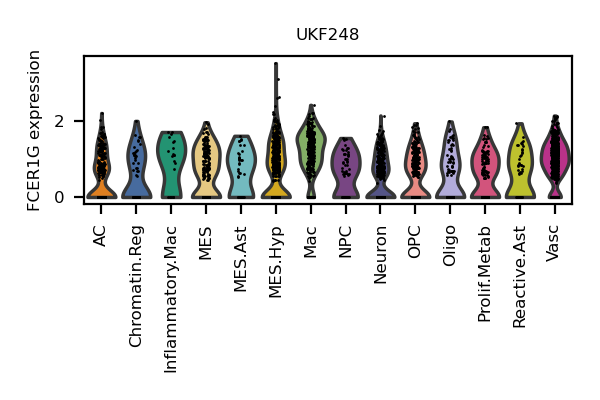 UKF248
FCER1G expression
2
0
AC
Chromatin.Reg
Inflammatory.Mac
MES
MES.Ast
MES.Hyp
Mac
NPC
Neuron
OPC
Oligo
Prolif.Metab
Reactive.Ast
Vasc